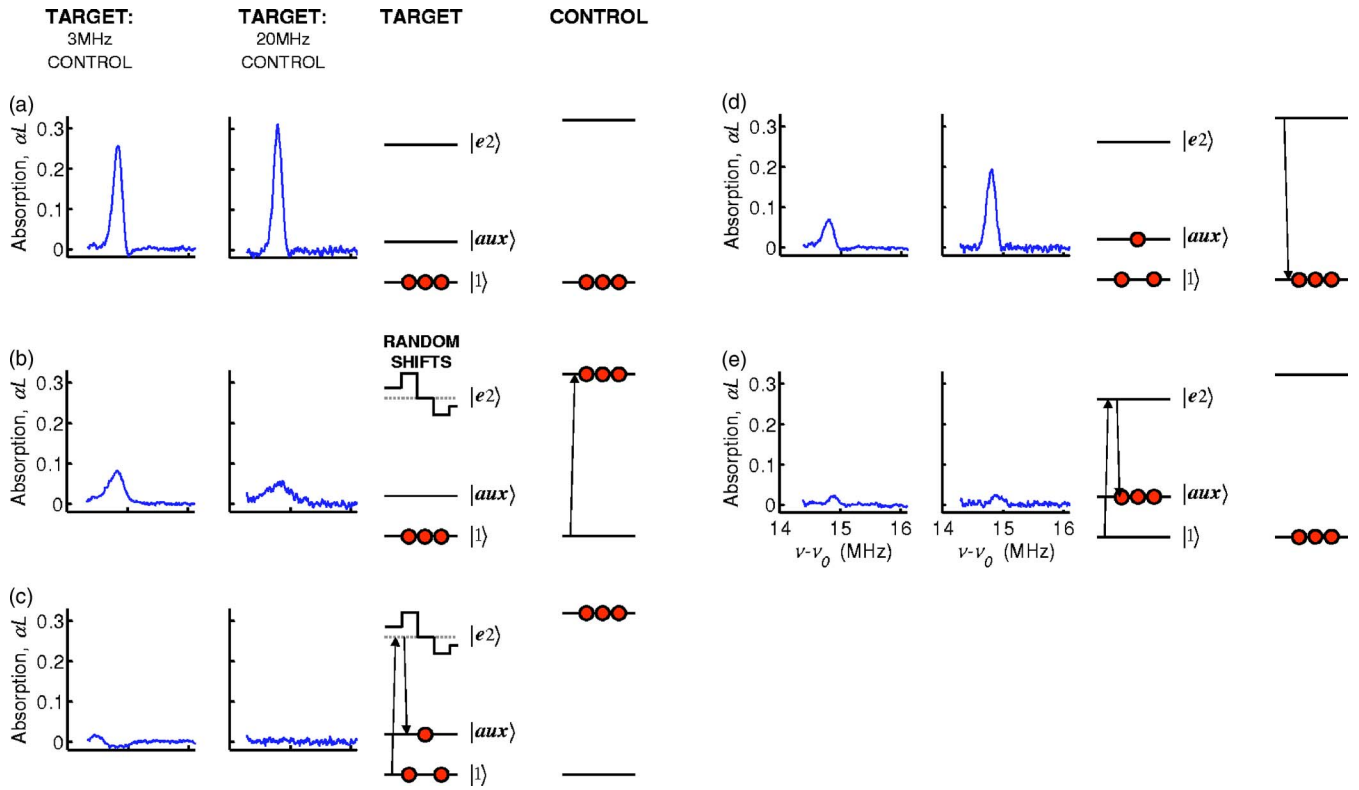 TARGET:
3MHz
CONTROL
TARGET:
20MHz
CONTROL
TARGET
CONTROL
(a)
Absorption, αL
0.3
0.2
0.1
0
|e2⟩
|aux⟩
|1⟩
(b)
Absorption, αL
0.3
0.2
0.1
0
RANDOM
SHIFTS
|e2⟩
|aux⟩
|1⟩
(c)
Absorption, αL
0.3
0.2
0.1
0
|e2⟩
|aux⟩
|1⟩
(d)
Absorption, αL
0.3
0.2
0.1
0
|e2⟩
|aux⟩
|1⟩
(e)
Absorption, αL
0.3
0.2
0.1
0
14 15 16
ν-ν0 (MHz)
14 15 16
ν-ν0 (MHz)
|e2⟩
|aux⟩
|1⟩